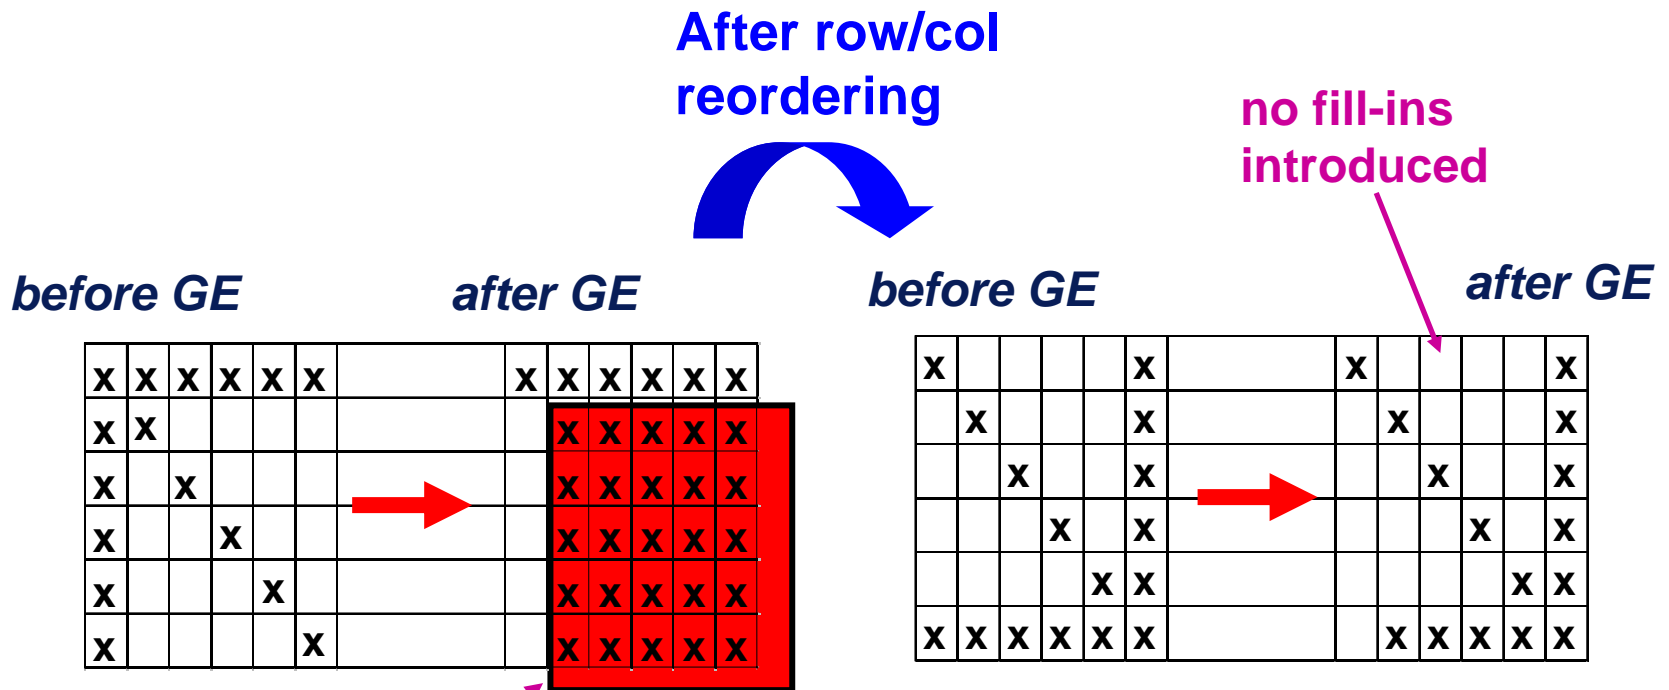 After row/col
reordering
no fill-ins
introduced
before GE
after GE
before GE
after GE
x x x x x x x x x x x x
x x x x x x x
x x x x x x x
x x x x x x x
x x x x x x x
x x x x x x x
x x x x
x x x x
x x x x
x x x x
x x x x
x x x x x x x x x x x